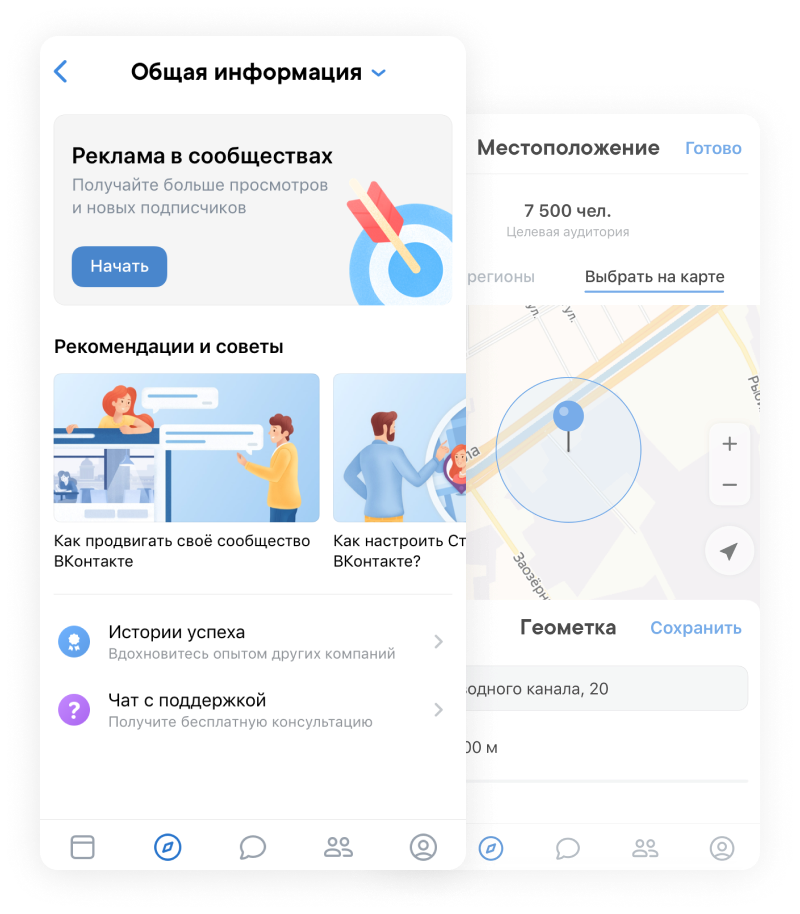 Общая информация
Реклама в сообществах
Получайте больше просмотров
и новых подписчиков
Начать
Рекомендации и советы
Как продвигать своё сообщество
ВКонтакте
Как настроить Ст
ВКонтакте?
Истории успеха
Вдохновитесь опытом других компаний
Чат с поддержкой
Получите бесплатную консультацию
Местоположение
Готово
7 500 чел.
Целевая аудитория
регионы
Выбрать на карте
ул.
ул.
Заозёрн
Геометка
Сохранить
водного канала, 20
00 м